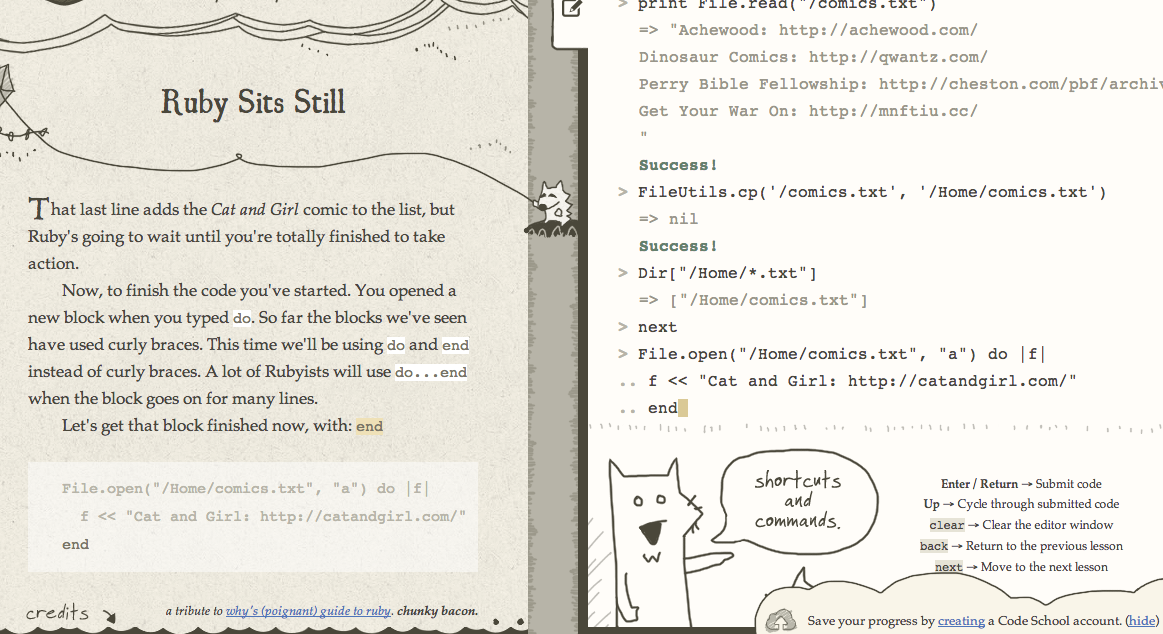 Ruby Sits Still
That last line adds the Cat and Girl comic to the list, but
Ruby's going to wait until you're totally finished to take
action.
Now, to finish the code you've started. You opened a
new block when you typed do. So far the blocks we've seen
have used curly braces. This time we'll be using do and end
instead of curly braces. A lot of Rubyists will use do...end
when the block goes on for many lines.
Let's get that block finished now, with: end
File.open("/Home/comics.txt", "a") do |f|
f << "Cat and Girl: http://catandgirl.com/"
end
credits
a tribute to why's (poignant) guide to ruby. chunky bacon.
> print File.read("/comics.txt")
=> "Achewood: http://achewood.com/
Dinosaur Comics: http://qwantz.com/
Perry Bible Fellowship: http://cheston.com/pbf/archiv
Get Your War On: http://mnftiu.cc/
"
Success!
> FileUtils.cp('/comics.txt', '/Home/comics.txt')
=> nil
Success!
> Dir["/Home/*.txt"]
=> ["/Home/comics.txt"]
> next
> File.open("/Home/comics.txt", "a") do |f|
.. f << "Cat and Girl: http://catandgirl.com/"
.. end
shortcuts
and
commands.
Enter / Return → Submit code
Up → Cycle through submitted code
clear → Clear the editor window
back → Return to the previous lesson
next → Move to the next lesson
Save your progress by creating a Code School account. (hide)